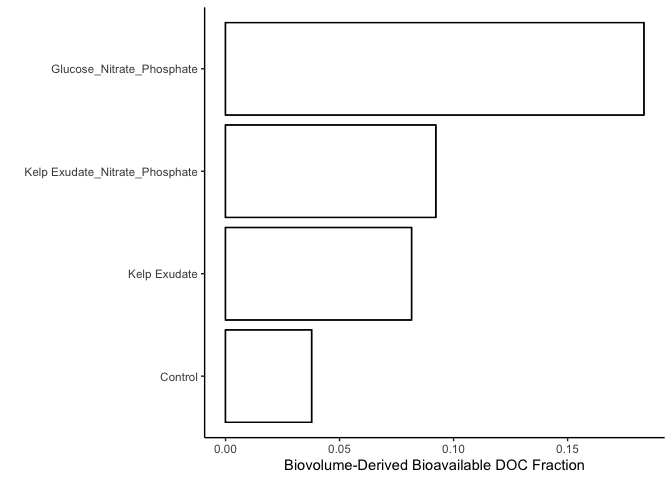 Glucose_Nitrate_Phosphate
Kelp Exudate_Nitrate_Phosphate
Kelp Exudate
Control
0.00 0.05 0.10 0.15
Biovolume-Derived Bioavailable DOC Fraction